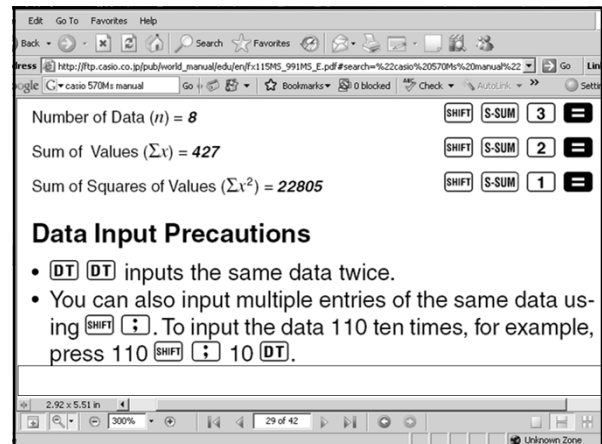 Edit Go To Favorites Help
Back Search Favorites
dress http://ftp.casio.co.jp/pub/world_manual/edu/en/fx115MS_991MS_E.pdf#search=%22casio%20570Ms%20manual%22 Go Lin
ogle casio 570Ms manual Go Bookmarks 0 blocked Check AutoLink >> Settin
Number of Data (n) = 8 SHIFT S-SUM 3 =
Sum of Values (Σx) = 427 SHIFT S-SUM 2 =
Sum of Squares of Values (Σx²) = 22805 SHIFT S-SUM 1 =
Data Input Precautions
• DT DT inputs the same data twice.
• You can also input multiple entries of the same data us-
ing SHIFT ; . To input the data 110 ten times, for example,
press 110 SHIFT ; 10 DT.
2.92 x 5.51 in
300% 29 of 42
Unknown Zone